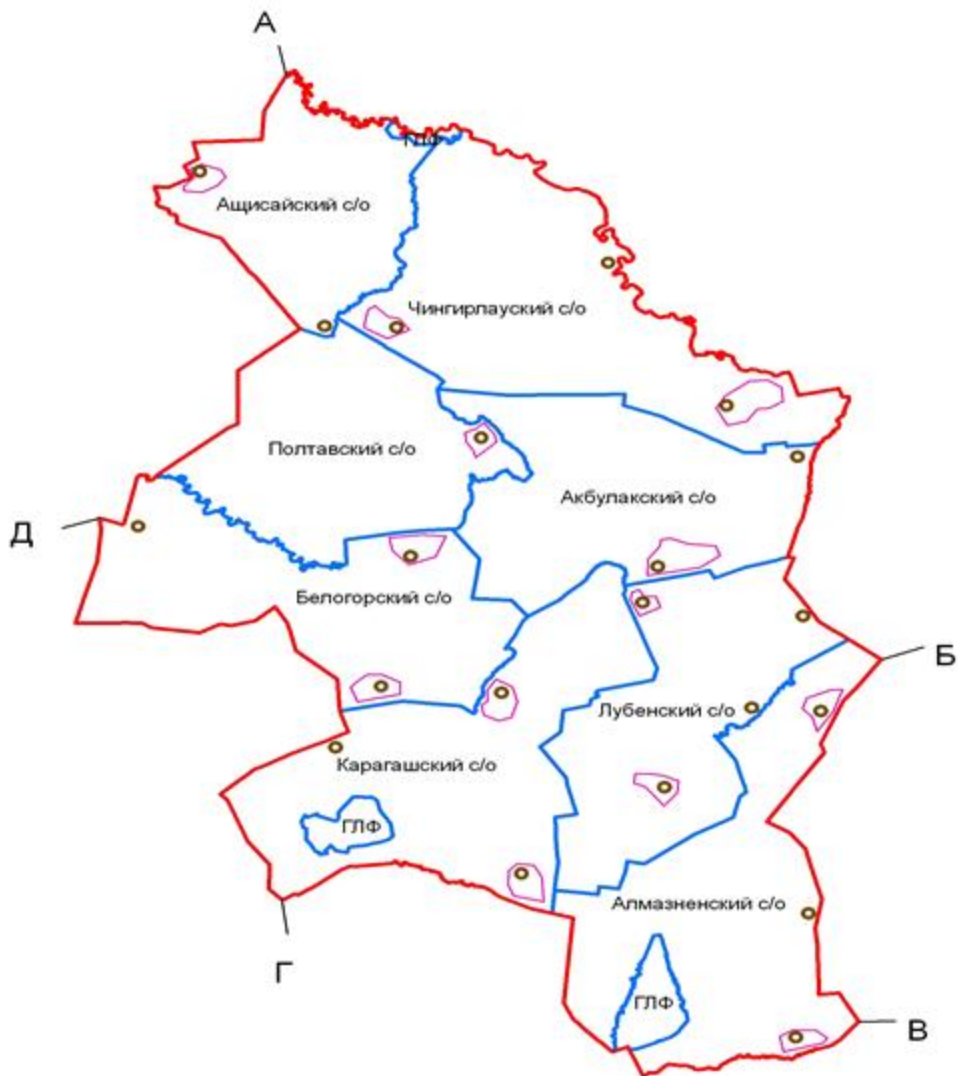 А
ГЛФ
Ащисайский с/о
Чингирлауский с/о
Полтавский с/о
Акбулакский с/о
Д
Белогорский с/о
Б
Лубенский с/о
Карагашский с/о
ГЛФ
Алмазненский с/о
Г
ГЛФ
В